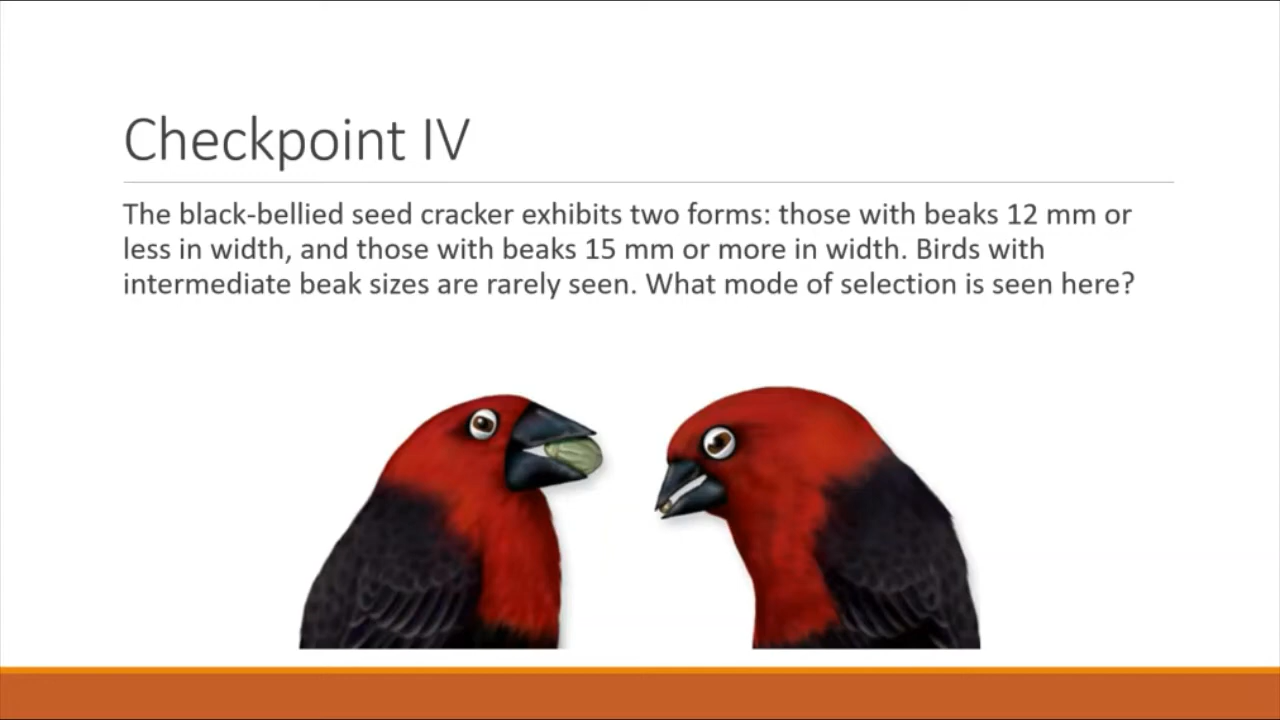 Checkpoint IV
The black-bellied seed cracker exhibits two forms: those with beaks 12 mm or
less in width, and those with beaks 15 mm or more in width. Birds with
intermediate beak sizes are rarely seen. What mode of selection is seen here?